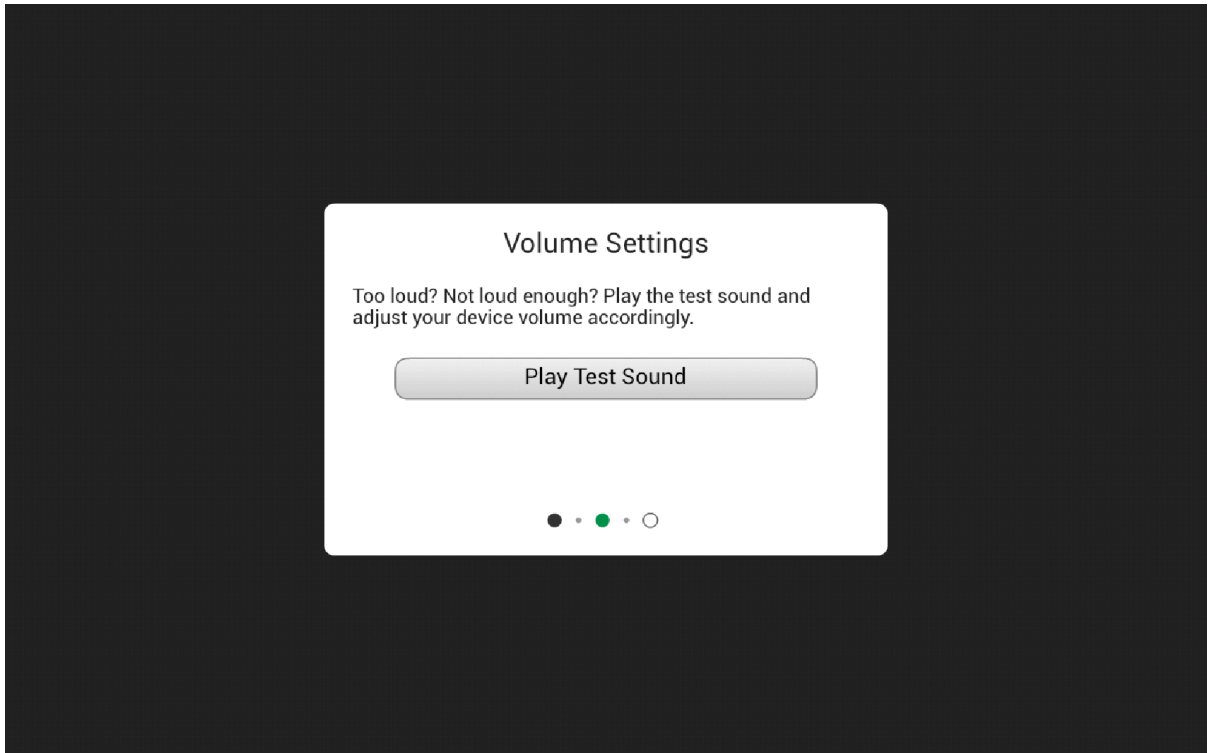 Volume Settings
Too loud? Not loud enough? Play the test sound and
adjust your device volume accordingly.
Play Test Sound